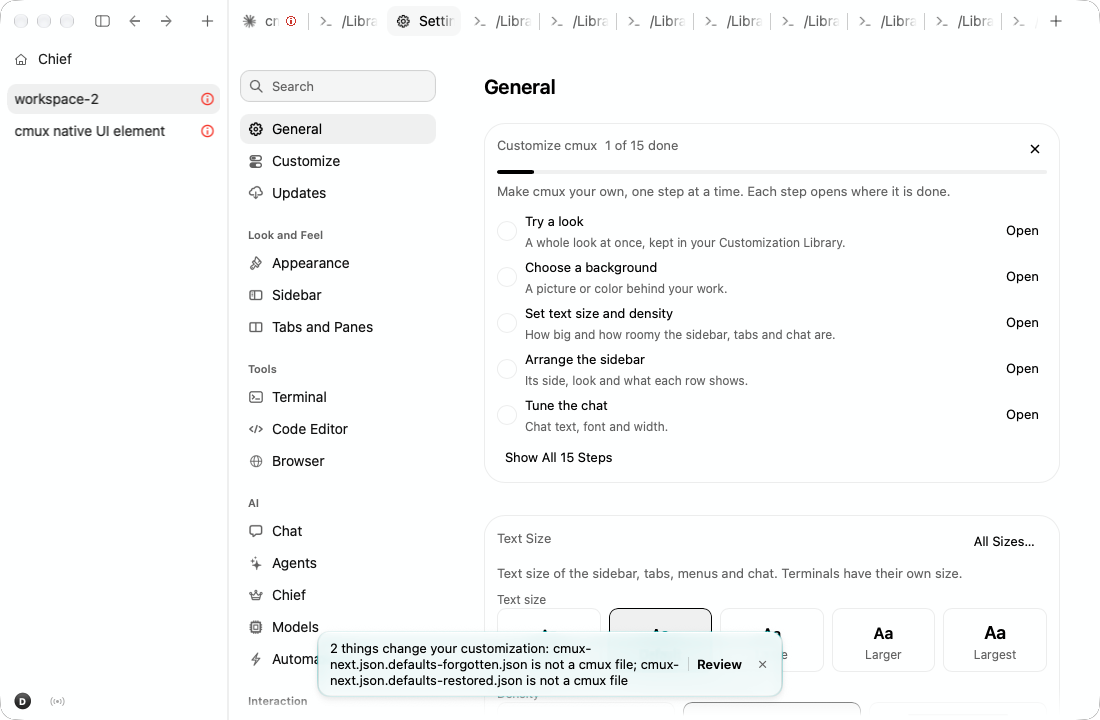 cr
/Libra
Settin
/Libra
/Libra
/Libra
/Libra
/Libra
/Libra
/Libra
Chief
workspace-2
cmux native UI element
D
Search
General
Customize
Updates
Look and Feel
Appearance
Sidebar
Tabs and Panes
Tools
Terminal
Code Editor
Browser
AI
Chat
Agents
Chief
Models
Automa
Interaction
General
Customize cmux 1 of 15 done
Make cmux your own, one step at a time. Each step opens where it is done.
Try a look
A whole look at once, kept in your Customization Library.
Open
Choose a background
A picture or color behind your work.
Open
Set text size and density
How big and how roomy the sidebar, tabs and chat are.
Open
Arrange the sidebar
Its side, look and what each row shows.
Open
Tune the chat
Chat text, font and width.
Open
Show All 15 Steps
Text Size
All Sizes...
Text size of the sidebar, tabs, menus and chat. Terminals have their own size.
Text size
Aa
Larger
Aa
Largest
2 things change your customization: cmux-
next.json.defaults-forgotten.json is not a cmux file; cmux-
next.json.defaults-restored.json is not a cmux file
Review
Density